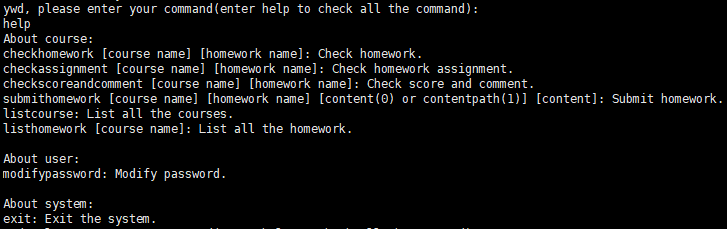 ywd, please enter your command(enter help to check all the command):
help
About course:
checkhomework [course name] [homework name]: Check homework.
checkassignment [course name] [homework name]: Check homework assignment.
checkscoreandcomment [course name] [homework name]: Check score and comment.
submithomework [course name] [homework name] [content(0) or contentpath(1)] [content]: Submit homework.
listcourse: List all the courses.
listhomework [course name]: List all the homework.
About user:
modifypassword: Modify password.
About system:
exit: Exit the system.